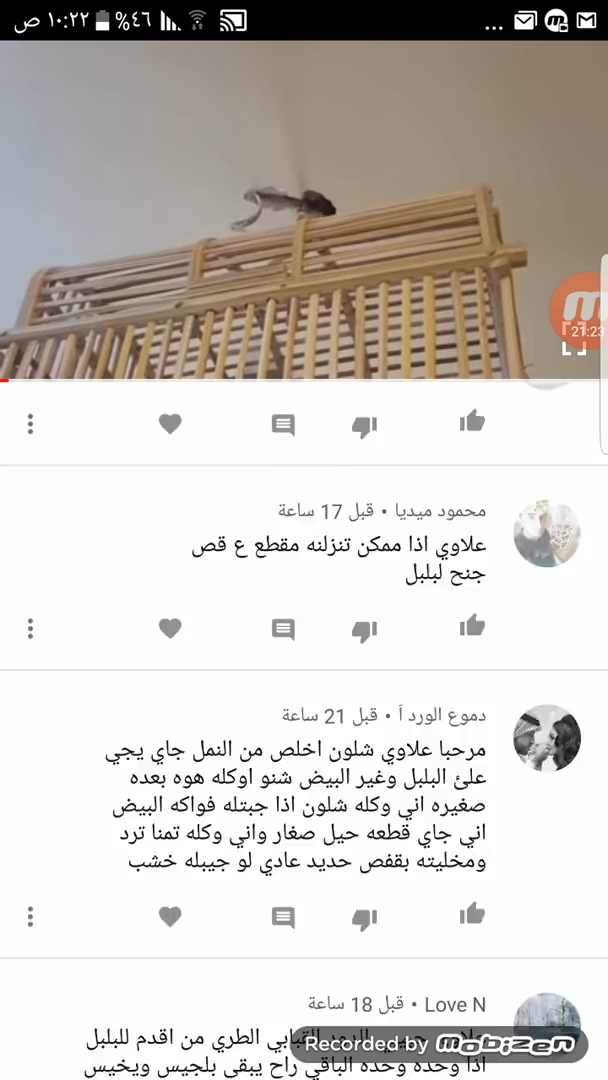 ١٠:٢٢ ص
٤٦%
21:23
محمود ميديا • قبل 17 ساعة
علاوي اذا ممكن تنزلنه مقطع ع قص
جنح لبلبل
دموع الورد آ • قبل 21 ساعة
مرحبا علاوي شلون اخلص من النمل جاي يجي
علئ البلبل وغير البيض شنو اوكله هوه بعده
صغيره اني وكله شلون اذا جبتله فواكه البيض
اني جاي قطعه حيل صغار واني وكله تمنا ترد
ومخليته بقفص حديد عادي لو جيبله خشب
Love N • قبل 18 ساعة
الطري من اقدم للبلبل
اذا وحده وحده الباقي راح يبقى بلجيس ويخيس
Recorded by mobizen